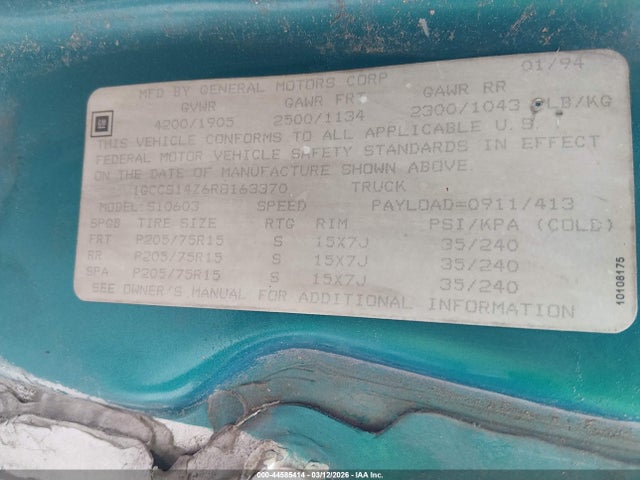 MFD BY GENERAL MOTORS CORP 01/94
GVWR GAWR FRT GAWR RR
4200/1905 2500/1134 2300/1043 LB/KG
THIS VEHICLE CONFORMS TO ALL APPLICABLE U.S.
FEDERAL MOTOR VEHICLE SAFETY STANDARDS IN EFFECT
ON THE DATE OF MANUFACTURE SHOWN ABOVE.
1GCCS14Z6R8163370 TRUCK
MODEL: S10603 SPEED PAYLOAD=0911/413
SPGB TIRE SIZE RTG RIM PSI/KPA (COLD)
FRT P205/75R15 S 15X7J 35/240
RR P205/75R15 S 15X7J 35/240
SPA P205/75R15 S 15X7J 35/240
SEE OWNER'S MANUAL FOR ADDITIONAL INFORMATION
10108175
GM
000-44585414 | 03/12/2026 | IAAI, Inc.